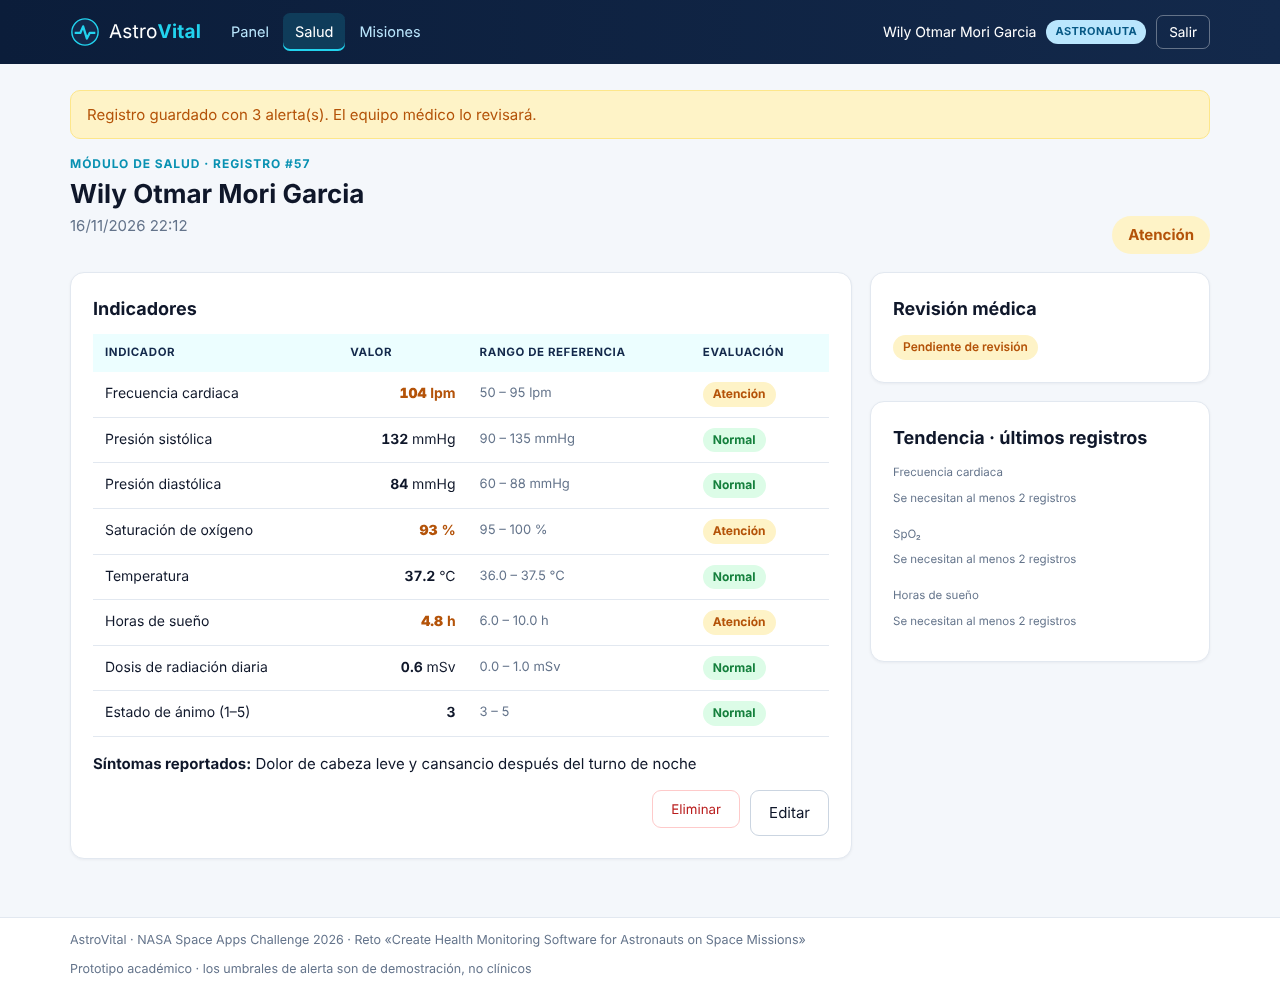 AstroVital Panel Salud Misiones Wily Otmar Mori Garcia ASTRONAUTA Salir
Registro guardado con 3 alerta(s). El equipo médico lo revisará.
MÓDULO DE SALUD · REGISTRO #57
Wily Otmar Mori Garcia
16/11/2026 22:12
Atención
Indicadores
INDICADOR VALOR RANGO DE REFERENCIA EVALUACIÓN
Frecuencia cardiaca 104 lpm 50 – 95 lpm Atención
Presión sistólica 132 mmHg 90 – 135 mmHg Normal
Presión diastólica 84 mmHg 60 – 88 mmHg Normal
Saturación de oxígeno 93 % 95 – 100 % Atención
Temperatura 37.2 °C 36.0 – 37.5 °C Normal
Horas de sueño 4.8 h 6.0 – 10.0 h Atención
Dosis de radiación diaria 0.6 mSv 0.0 – 1.0 mSv Normal
Estado de ánimo (1–5) 3 3 – 5 Normal
Síntomas reportados: Dolor de cabeza leve y cansancio después del turno de noche
Eliminar Editar
Revisión médica
Pendiente de revisión
Tendencia · últimos registros
Frecuencia cardiaca
Se necesitan al menos 2 registros
SpO₂
Se necesitan al menos 2 registros
Horas de sueño
Se necesitan al menos 2 registros
AstroVital · NASA Space Apps Challenge 2026 · Reto «Create Health Monitoring Software for Astronauts on Space Missions»
Prototipo académico · los umbrales de alerta son de demostración, no clínicos